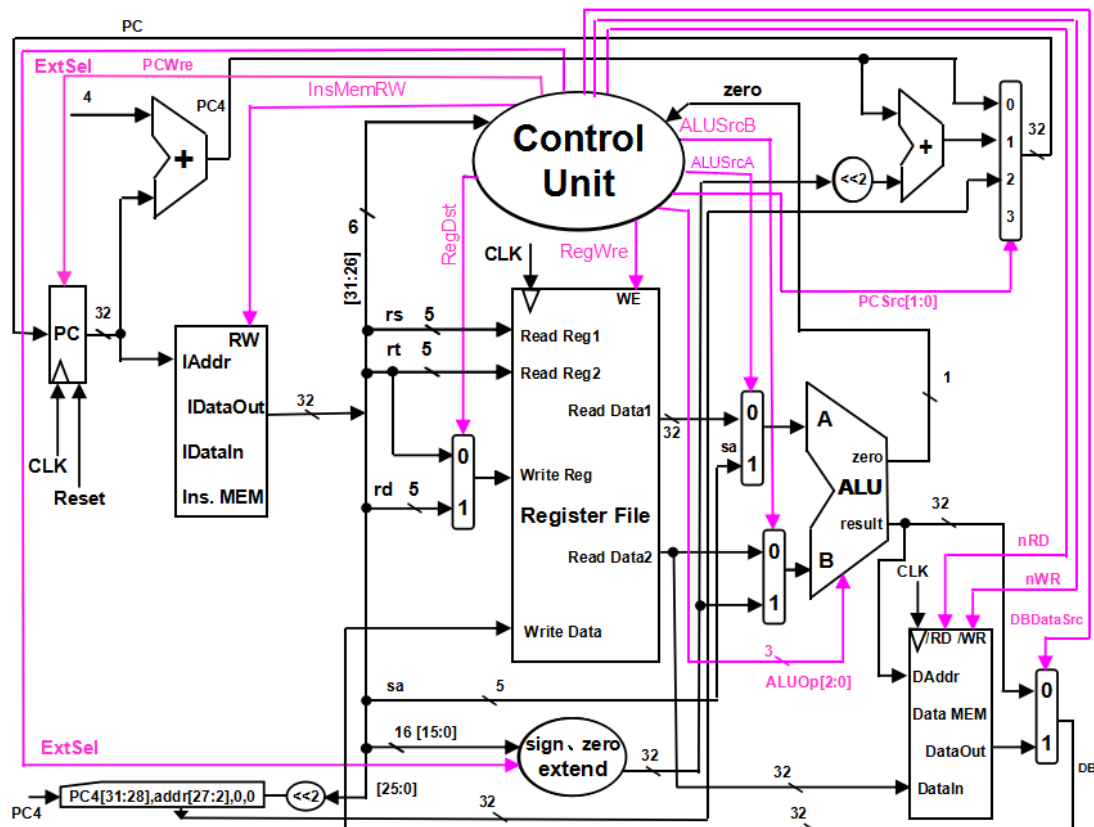 PC
ExtSel
PCWre
InsMemRW
4
PC4
+
zero
Control
Unit
ALUSrcB
ALUSrcA
RegDst
RegWre
<<2
+
0
1
2
3
32
PCSrc[1:0]
6
[31:26]
CLK
WE
PC
32
CLK
Reset
RW
IAddr
IDataOut
IDataIn
Ins. MEM
32
rs 5
rt 5
rd 5
0
1
Read Reg1
Read Reg2
Read Data1
Write Reg
Register File
Read Data2
Write Data
32
sa
0
1
0
1
A
zero
ALU
result
B
1
32
3
ALUOp[2:0]
nRD
nWR
CLK
DBDataSrc
/RD /WR
DAddr
Data MEM
DataOut
DataIn
0
1
DB
sa 5
16 [15:0]
sign、zero
extend
32
ExtSel
[25:0]
PC4
PC4[31:28],addr[27:2],0,0
<<2
32
32
32